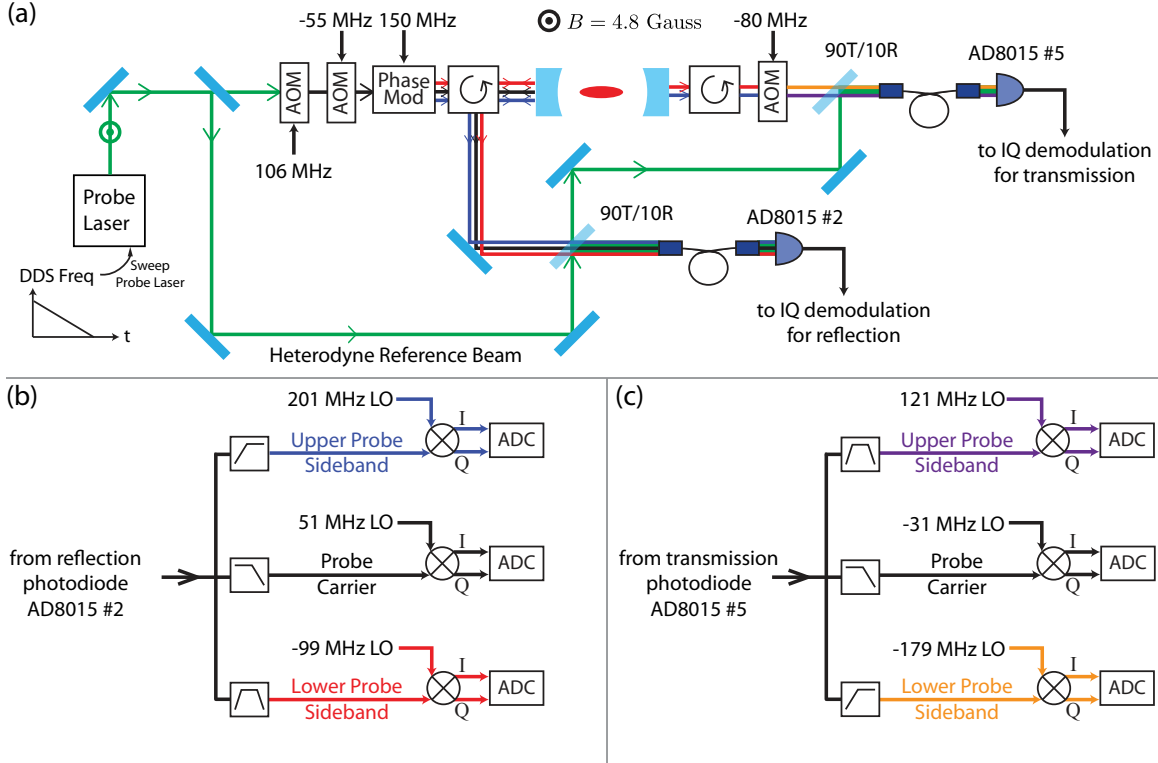 (a)
-55 MHz
150 MHz
B = 4.8 Gauss
-80 MHz
90T/10R
AD8015 #5
AOM
AOM
Phase
Mod
AOM
106 MHz
to IQ demodulation
for transmission
Probe
Laser
90T/10R
AD8015 #2
DDS Freq
Sweep
Probe Laser
t
to IQ demodulation
for reflection
Heterodyne Reference Beam
(b)
201 MHz LO
I
Upper Probe
Sideband
Q
ADC
51 MHz LO
I
from reflection
photodiode
AD8015 #2
Probe
Carrier
Q
ADC
-99 MHz LO
I
Lower Probe
Sideband
Q
ADC
(c)
121 MHz LO
I
Upper Probe
Sideband
Q
ADC
-31 MHz LO
I
from transmission
photodiode
AD8015 #5
Probe
Carrier
Q
ADC
-179 MHz LO
I
Lower Probe
Sideband
Q
ADC